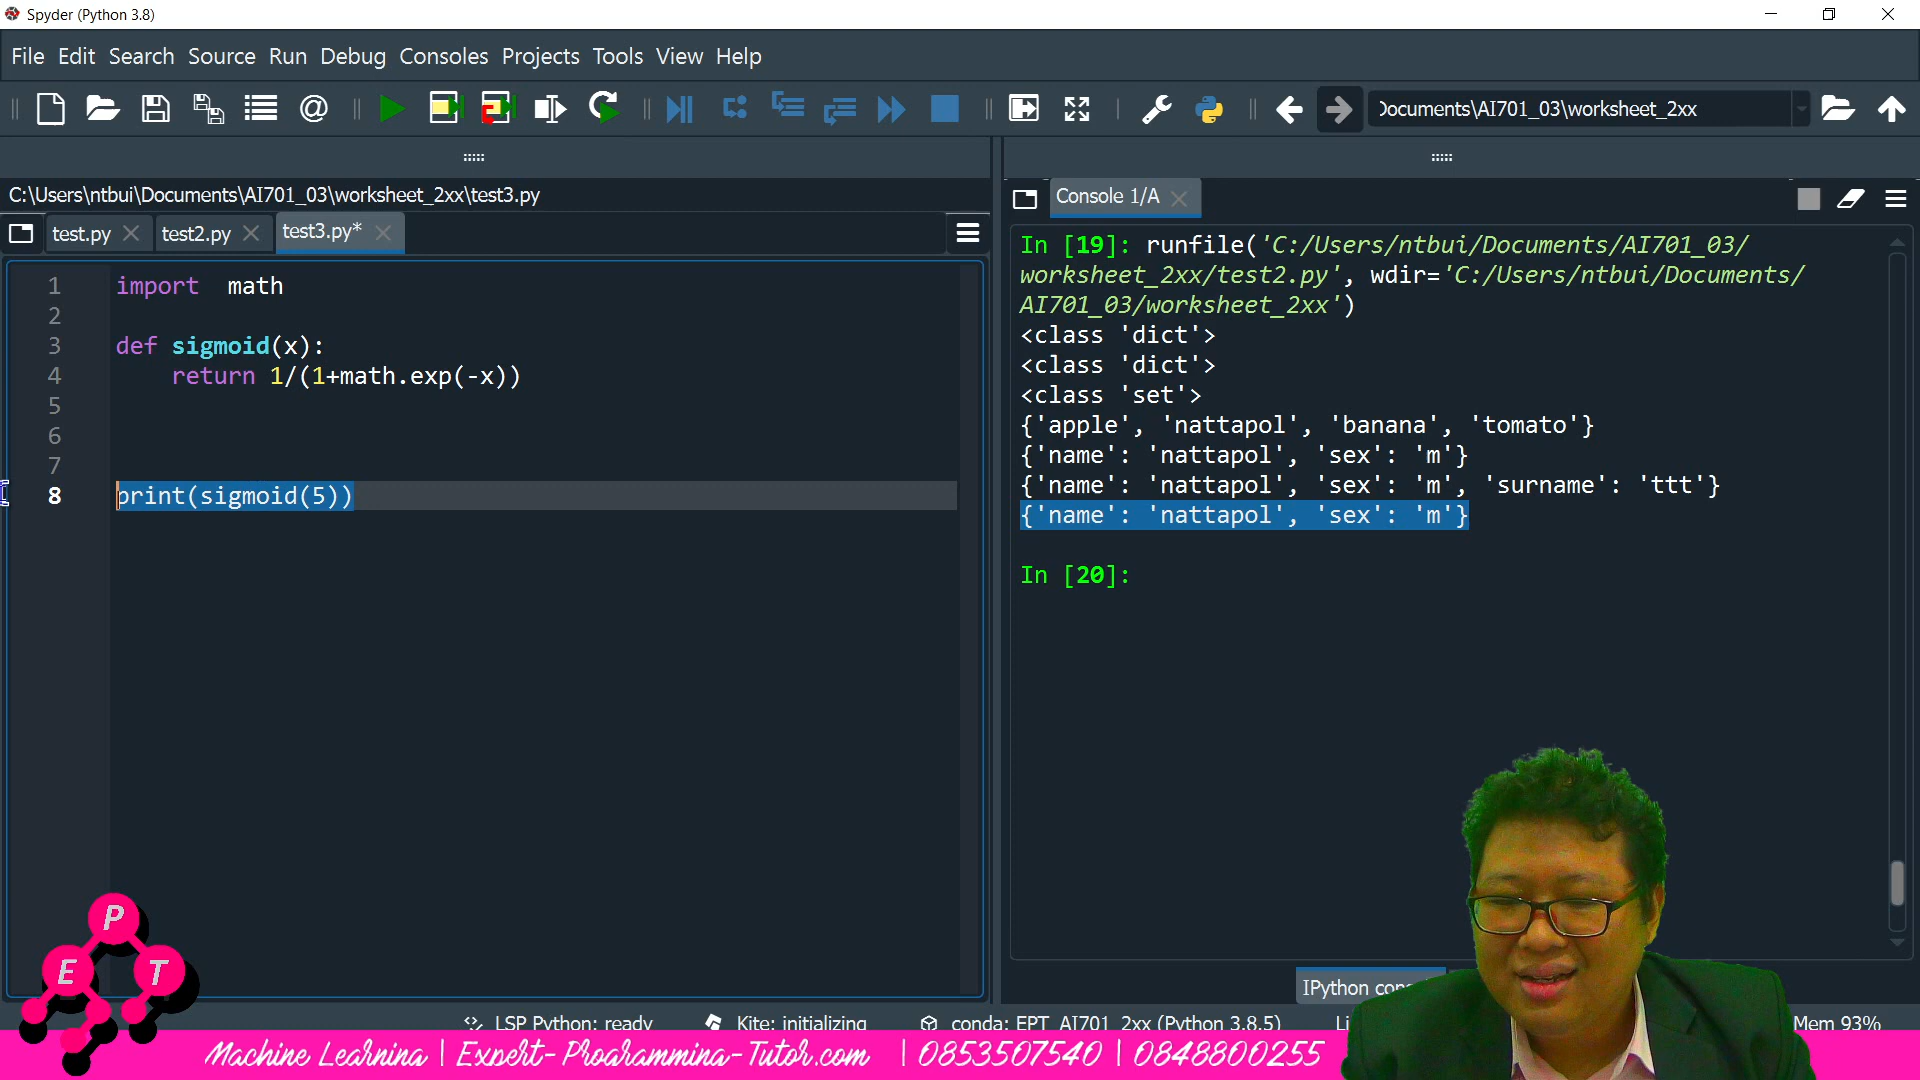 Spyder (Python 3.8)
File Edit Search Source Run Debug Consoles Projects Tools View Help
Documents\AI701_03\worksheet_2xx
C:\Users\ntbui\Documents\AI701_03\worksheet_2xx\test3.py
test.py
test2.py
test3.py*
1 import  math
2
3 def sigmoid(x):
4     return 1/(1+math.exp(-x))
5
6
7
8 print(sigmoid(5))
Console 1/A
In [19]: runfile('C:/Users/ntbui/Documents/AI701_03/
worksheet_2xx/test2.py', wdir='C:/Users/ntbui/Documents/
AI701_03/worksheet_2xx')
<class 'dict'>
<class 'dict'>
<class 'set'>
{'apple', 'nattapol', 'banana', 'tomato'}
{'name': 'nattapol', 'sex': 'm'}
{'name': 'nattapol', 'sex': 'm', 'surname': 'ttt'}
{'name': 'nattapol', 'sex': 'm'}
In [20]:
IPython
LSP Python: ready
Kite: initializing
conda: EPT_AI701_2xx (Python 3.8.5)
Mem 93%
P
E T
Machine Learning | Expert-Programming-Tutor.com | 0853507540 | 0848800255